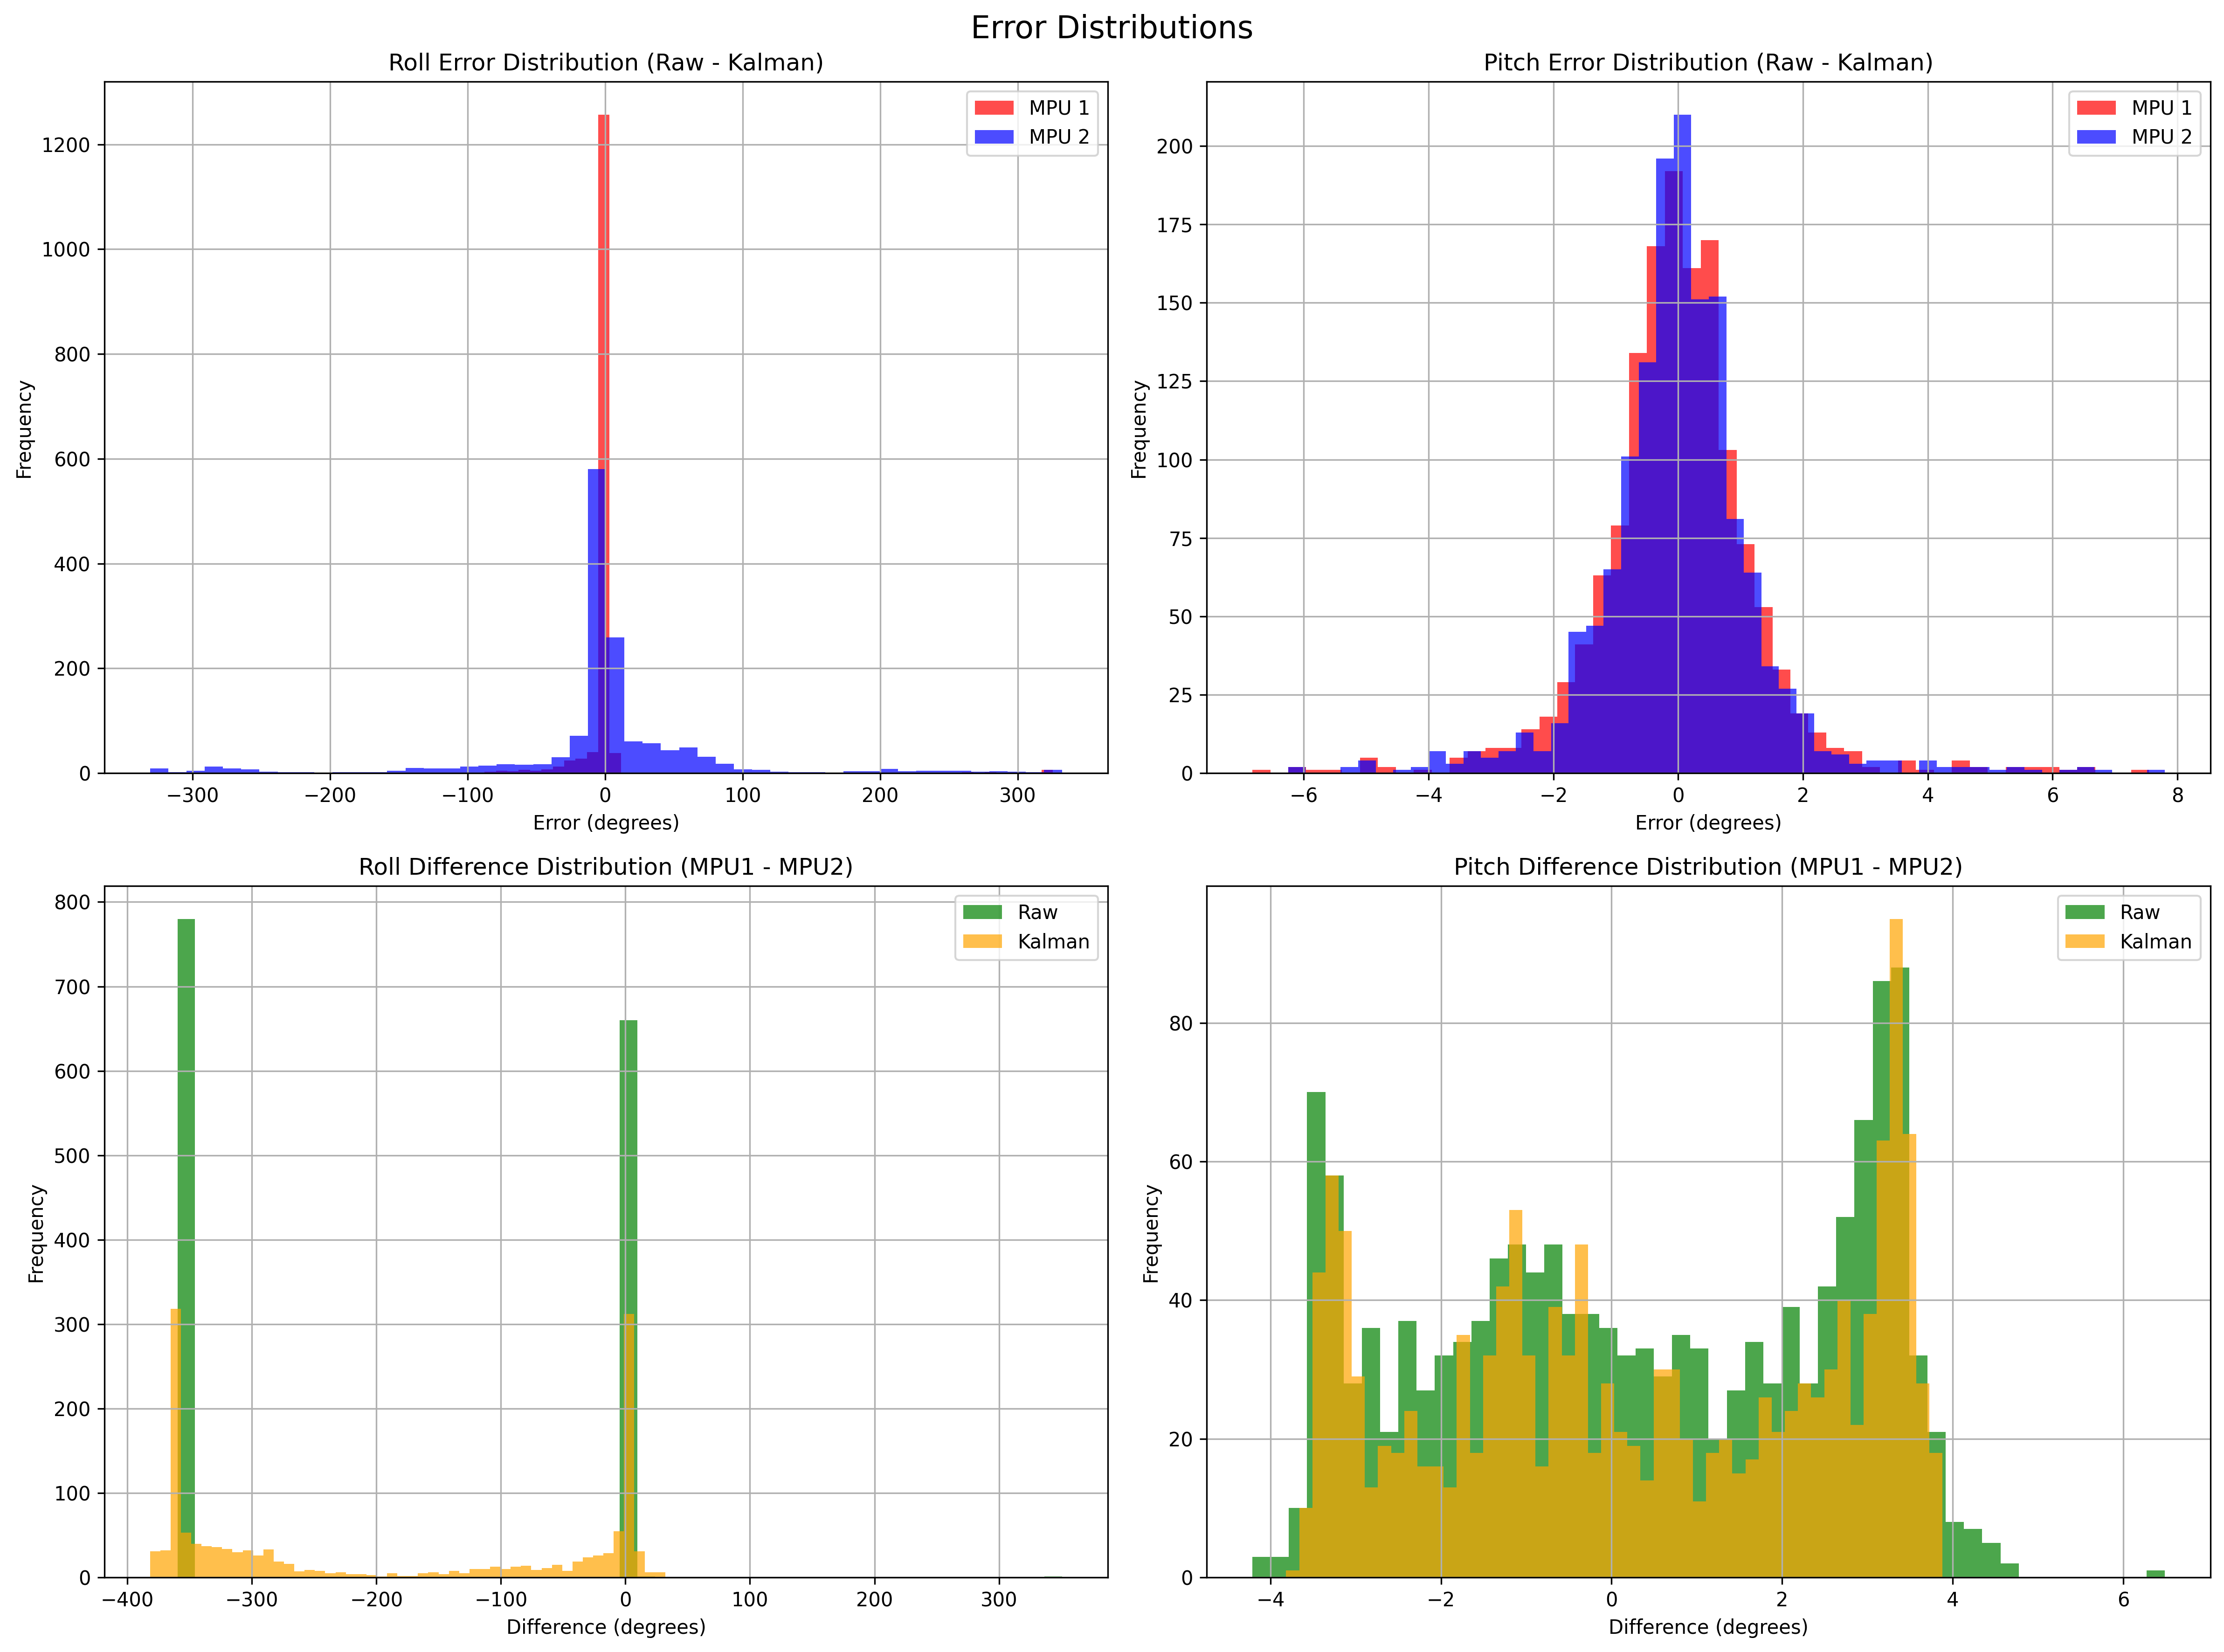 Error Distributions
Roll Error Distribution (Raw - Kalman)
MPU 1
MPU 2
Frequency
1200
1000
800
600
400
200
0
−300 −200 −100 0 100 200 300
Error (degrees)
Pitch Error Distribution (Raw - Kalman)
MPU 1
MPU 2
Frequency
200
175
150
125
100
75
50
25
0
−6 −4 −2 0 2 4 6 8
Error (degrees)
Roll Difference Distribution (MPU1 - MPU2)
Raw
Kalman
Frequency
800
700
600
500
400
300
200
100
0
−400 −300 −200 −100 0 100 200 300
Difference (degrees)
Pitch Difference Distribution (MPU1 - MPU2)
Raw
Kalman
Frequency
80
60
40
20
0
−4 −2 0 2 4 6
Difference (degrees)